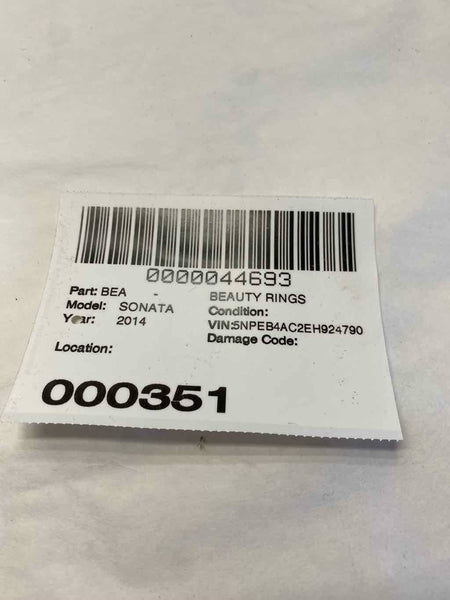 0000044693
Part: BEA - BEAUTY RINGS
Model: SONATA Condition:
Year: 2014 VIN:5NPEB4AC2EH924790
Damage Code:
Location:
000351